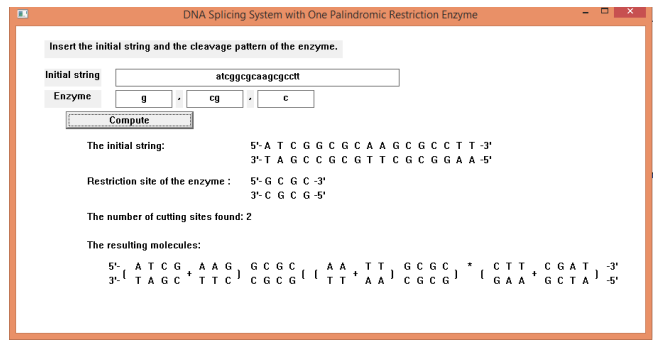 DNA Splicing System with One Palindromic Restriction Enzyme
Insert the initial string and the cleavage pattern of the enzyme.
Initial string atcggcgcaagcgcctt
Enzyme g , cg , c
Compute
The initial string: 5'- A T C G G C G C A A G C G C C T T -3'
3'- T A G C C G C G T T C G C G G A A -5'
Restriction site of the enzyme : 5'- G C G C -3'
3'- C G C G -5'
The number of cutting sites found: 2
The resulting molecules:
5'- ( A T C G + A A G ) G C G C ( ( A A + T T ) G C G C ) * ( C T T + C G A T ) -3'
3'- ( T A G C + T T C ) C G C G ( ( T T + A A ) C G C G ) ( G A A + G C T A ) -5'